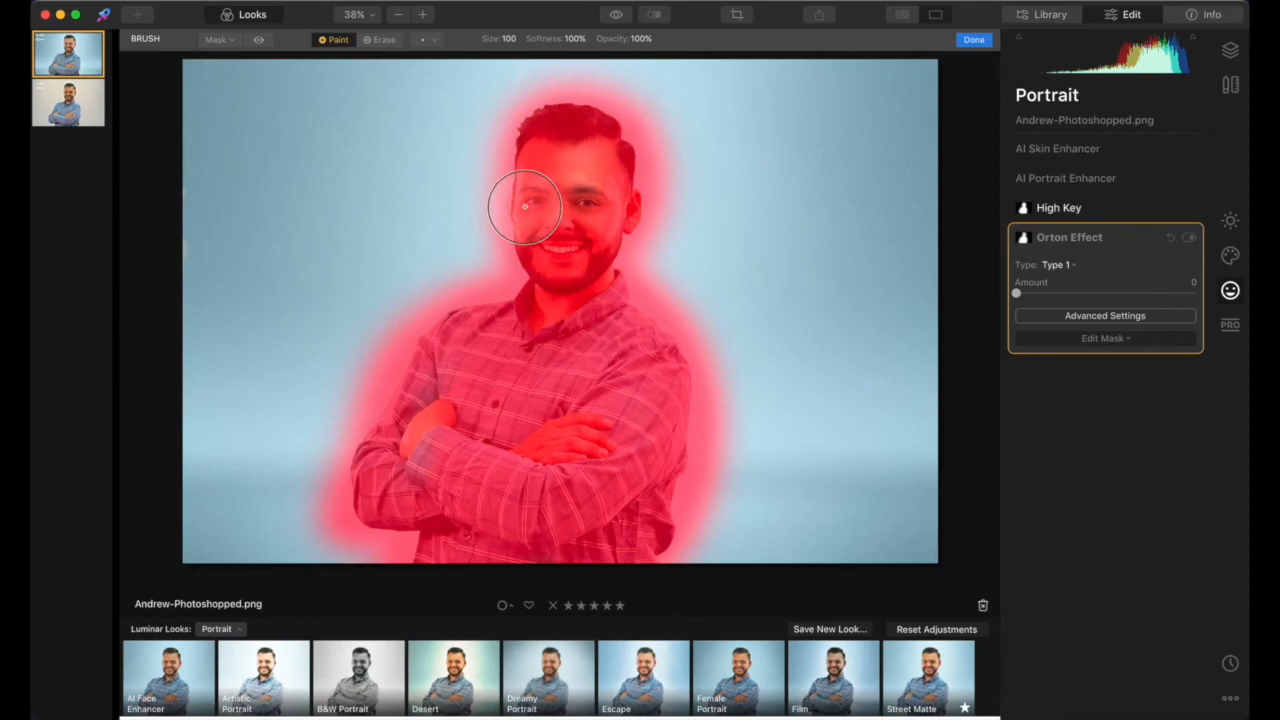 Looks
38%
Library
Edit
Info
BRUSH
Mask
Paint
Erase
Size: 100
Softness: 100%
Opacity: 100%
Done
Portrait
Andrew-Photoshopped.png
AI Skin Enhancer
AI Portrait Enhancer
High Key
Orton Effect
Type: Type 1
Amount
0
Advanced Settings
Edit Mask
PRO
Andrew-Photoshopped.png
Luminar Looks:
Portrait
Save New Look...
Reset Adjustments
AI Face
Enhancer
Artistic
Portrait
B&W Portrait
Desert
Dreamy
Portrait
Escape
Female
Portrait
Film
Street Matte